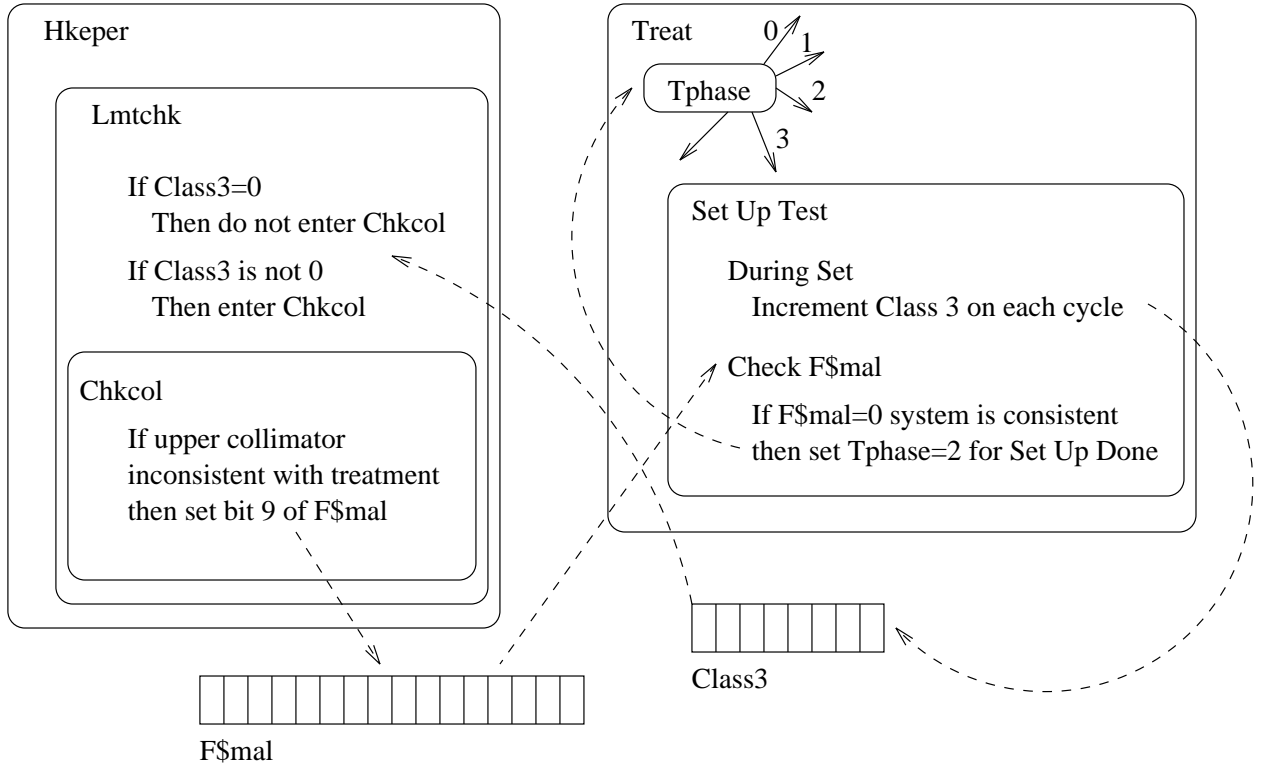 Hkeper
Lmtchk
If Class3=0
Then do not enter Chkcol
If Class3 is not 0
Then enter Chkcol
Chkcol
If upper collimator
inconsistent with treatment
then set bit 9 of F$mal
F$mal
Treat
Tphase
0
1
2
3
Set Up Test
During Set
Increment Class 3 on each cycle
Check F$mal
If F$mal=0 system is consistent
then set Tphase=2 for Set Up Done
Class3